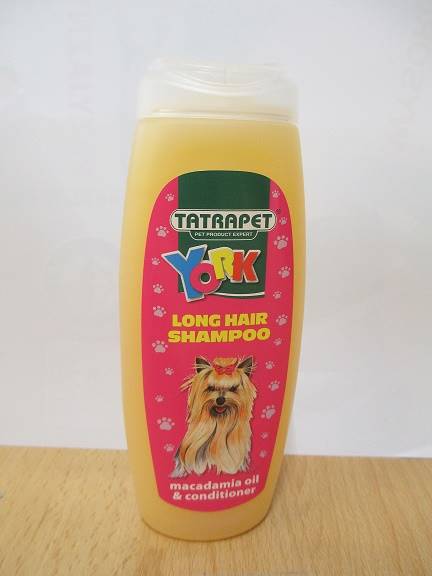 TATRAPET
PET PRODUCT EXPERT
YORK
LONG HAIR
SHAMPOO
macadamia oil
& conditioner